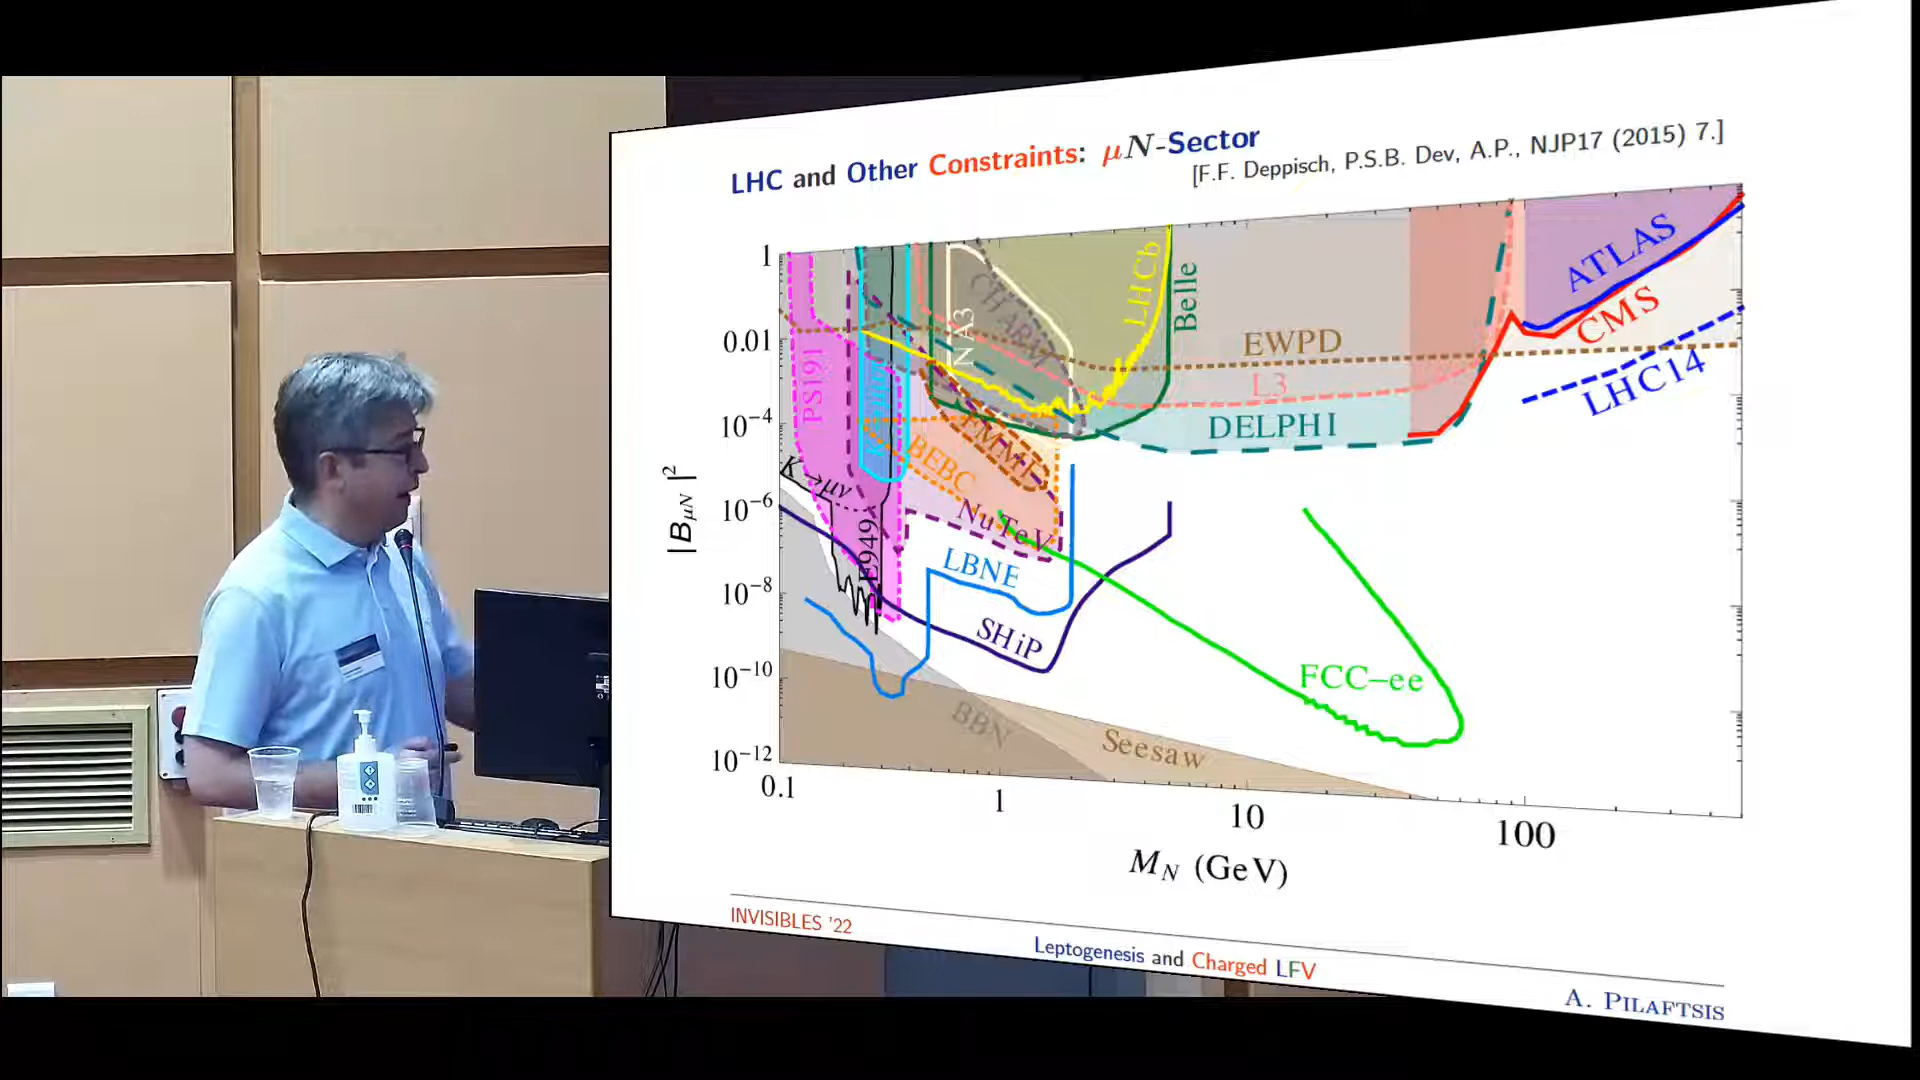 LHC and Other Constraints: μN-Sector
[F.F. Deppisch, P.S.B. Dev, A.P., NJP17 (2015) 7.]
1
0.01
10⁻⁴
10⁻⁶
10⁻⁸
10⁻¹⁰
10⁻¹²
|B_μN|²
PS191
NA3
CHARM
LHCb
Belle
EWPD
L3
DELPHI
ATLAS
CMS
LHC14
FMMF
BEBC
NuTeV
K→μν
E949
LBNE
SHiP
FCC-ee
BBN
Seesaw
0.1
1
10
100
M_N (GeV)
INVISIBLES '22
Leptogenesis and Charged LFV
A. PILAFTSIS